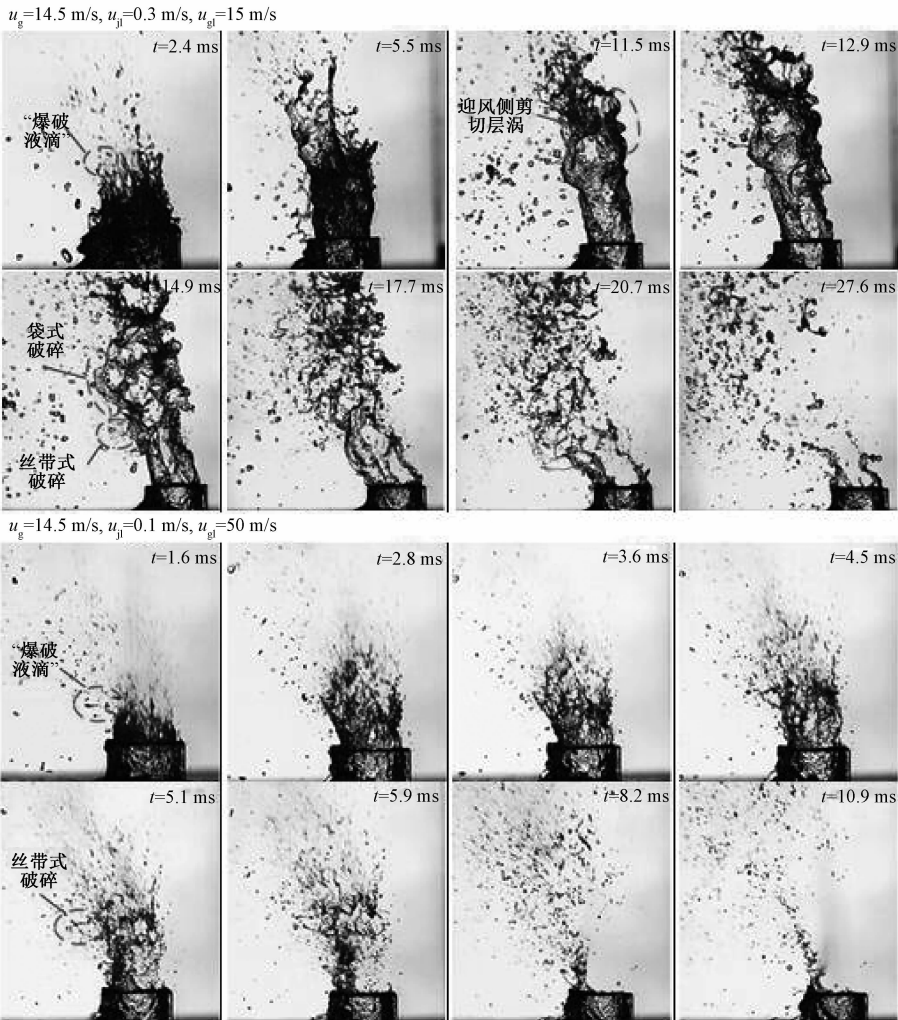 u_g=14.5 m/s, u_jl=0.3 m/s, u_gl=15 m/s
t=2.4 ms
t=5.5 ms
t=11.5 ms
t=12.9 ms
“爆破
液滴”
迎风侧剪
切层涡
t=14.9 ms
t=17.7 ms
t=20.7 ms
t=27.6 ms
袋式
破碎
丝带式
破碎
u_g=14.5 m/s, u_jl=0.1 m/s, u_gl=50 m/s
t=1.6 ms
t=2.8 ms
t=3.6 ms
t=4.5 ms
“爆破
液滴”
t=5.1 ms
t=5.9 ms
t=8.2 ms
t=10.9 ms
丝带式
破碎